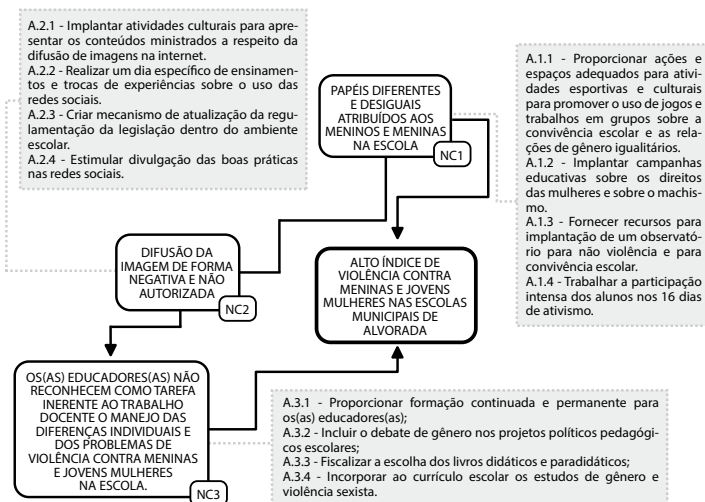 A.2.1 - Implantar atividades culturais para apre-
sentar os conteúdos ministrados a respeito da
difusão de imagens na internet.
A.2.2 - Realizar um dia específico de ensinamen-
tos e trocas de experiências sobre o uso das
redes sociais.
A.2.3 - Criar mecanismo de atualização da regu-
lamentação da legislação dentro do ambiente
escolar.
A.2.4 - Estimular divulgação das boas práticas
nas redes sociais.
PAPÉIS DIFERENTES
E DESIGUAIS
ATRIBUÍDOS AOS
MENINOS E MENINAS
NA ESCOLA
NC1
A.1.1 - Proporcionar ações e
espaços adequados para ativi-
dades esportivas e culturais
para promover o uso de jogos e
trabalhos em grupos sobre a
convivência escolar e as rela-
ções de gênero igualitários.
A.1.2 - Implantar campanhas
educativas sobre os direitos
das mulheres e sobre o machis-
mo.
A.1.3 - Fornecer recursos para
implantação de um observató-
rio para não violência e para
convivência escolar.
A.1.4 - Trabalhar a participação
intensa dos alunos nos 16 dias
de ativismo.
DIFUSÃO DA
IMAGEM DE FORMA
NEGATIVA E NÃO
AUTORIZADA
NC2
ALTO ÍNDICE DE
VIOLÊNCIA CONTRA
MENINAS E JOVENS
MULHERES NAS ESCOLAS
MUNICIPAIS DE
ALVORADA
OS(AS) EDUCADORES(AS) NÃO
RECONHECEM COMO TAREFA
INERENTE AO TRABALHO
DOCENTE O MANEJO DAS
DIFERENÇAS INDIVIDUAIS E
DOS PROBLEMAS DE
VIOLÊNCIA CONTRA MENINAS
E JOVENS MULHERES
NA ESCOLA.
NC3
A.3.1 - Proporcionar formação continuada e permanente para
os(as) educadores(as);
A.3.2 - Incluir o debate de gênero nos projetos políticos pedagógi-
cos escolares;
A.3.3 - Fiscalizar a escolha dos livros didáticos e paradidáticos;
A.3.4 - Incorporar ao currículo escolar os estudos de gênero e
violência sexista.